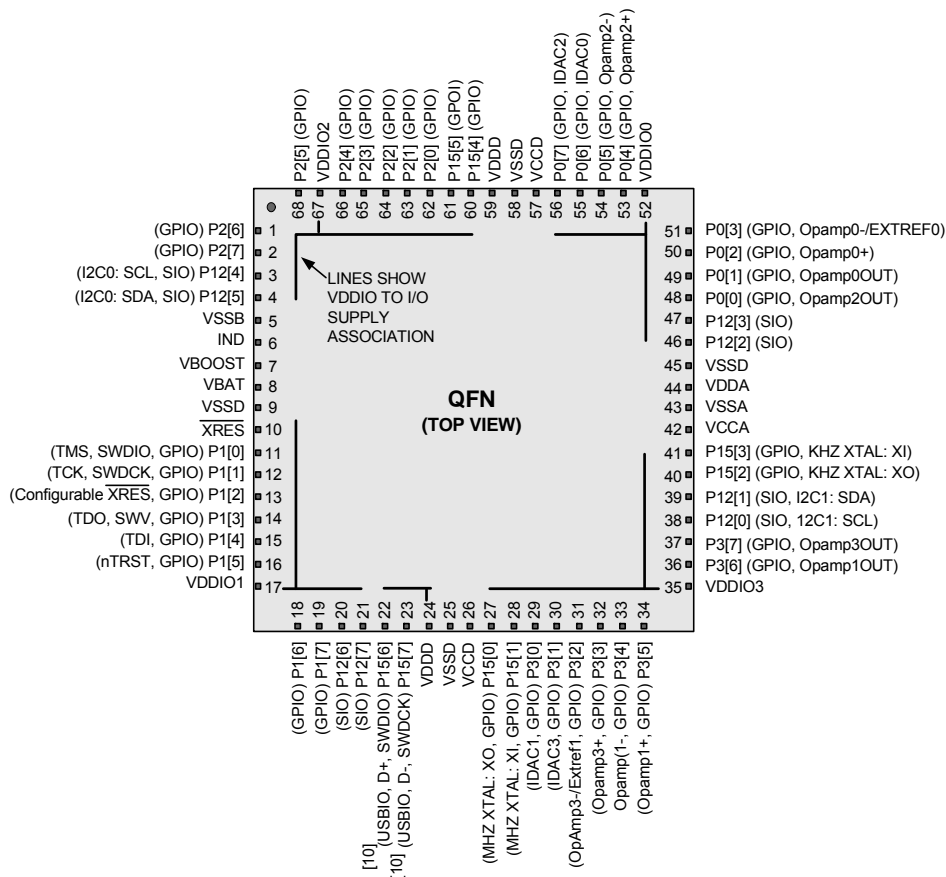 P2[5] (GPIO)
VDDIO2
P2[4] (GPIO)
P2[3] (GPIO)
P2[2] (GPIO)
P2[1] (GPIO)
P2[0] (GPIO)
P15[5] (GPOI)
P15[4] (GPIO)
VDDD
VSSD
VCCD
P0[7] (GPIO, IDAC2)
P0[6] (GPIO, IDAC0)
P0[5] (GPIO, Opamp2-)
P0[4] (GPIO, Opamp2+)
VDDIO0
68
67
66
65
64
63
62
61
60
59
58
57
56
55
54
53
52
(GPIO) P2[6] 1
(GPIO) P2[7] 2
(I2C0: SCL, SIO) P12[4] 3
(I2C0: SDA, SIO) P12[5] 4
VSSB 5
IND 6
VBOOST 7
VBAT 8
VSSD 9
XRES 10
(TMS, SWDIO, GPIO) P1[0] 11
(TCK, SWDCK, GPIO) P1[1] 12
(Configurable XRES, GPIO) P1[2] 13
(TDO, SWV, GPIO) P1[3] 14
(TDI, GPIO) P1[4] 15
(nTRST, GPIO) P1[5] 16
VDDIO1 17
LINES SHOW
VDDIO TO I/O
SUPPLY
ASSOCIATION
QFN
(TOP VIEW)
51 P0[3] (GPIO, Opamp0-/EXTREF0)
50 P0[2] (GPIO, Opamp0+)
49 P0[1] (GPIO, Opamp0OUT)
48 P0[0] (GPIO, Opamp2OUT)
47 P12[3] (SIO)
46 P12[2] (SIO)
45 VSSD
44 VDDA
43 VSSA
42 VCCA
41 P15[3] (GPIO, KHZ XTAL: XI)
40 P15[2] (GPIO, KHZ XTAL: XO)
39 P12[1] (SIO, I2C1: SDA)
38 P12[0] (SIO, 12C1: SCL)
37 P3[7] (GPIO, Opamp3OUT)
36 P3[6] (GPIO, Opamp1OUT)
35 VDDIO3
18
19
20
21
22
23
24
25
26
27
28
29
30
31
32
33
34
(GPIO) P1[6]
(GPIO) P1[7]
(SIO) P12[6]
(SIO) P12[7]
[10] (USBIO, D+, SWDIO) P15[6]
[10] (USBIO, D-, SWDCK) P15[7]
VDDD
VSSD
VCCD
(MHZ XTAL: XO, GPIO) P15[0]
(MHZ XTAL: XI, GPIO) P15[1]
(IDAC1, GPIO) P3[0]
(IDAC3, GPIO) P3[1]
(OpAmp3-/Extref1, GPIO) P3[2]
(Opamp3+, GPIO) P3[3]
Opamp(1-, GPIO) P3[4]
(Opamp1+, GPIO) P3[5]